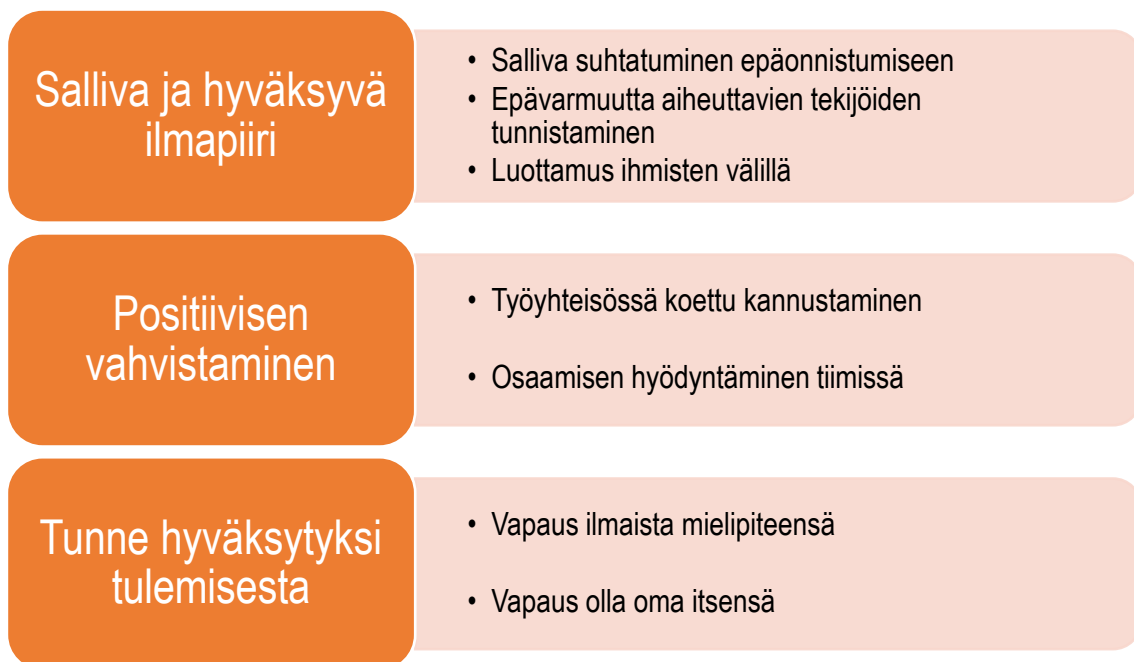 Salliva ja hyväksyvä
ilmapiiri
• Salliva suhtatuminen epäonnistumiseen
• Epävarmuutta aiheuttavien tekijöiden
tunnistaminen
• Luottamus ihmisten välillä
Positiivisen
vahvistaminen
• Työyhteisössä koettu kannustaminen
• Osaamisen hyödyntäminen tiimissä
Tunne hyväksytyksi
tulemisesta
• Vapaus ilmaista mielipiteensä
• Vapaus olla oma itsensä